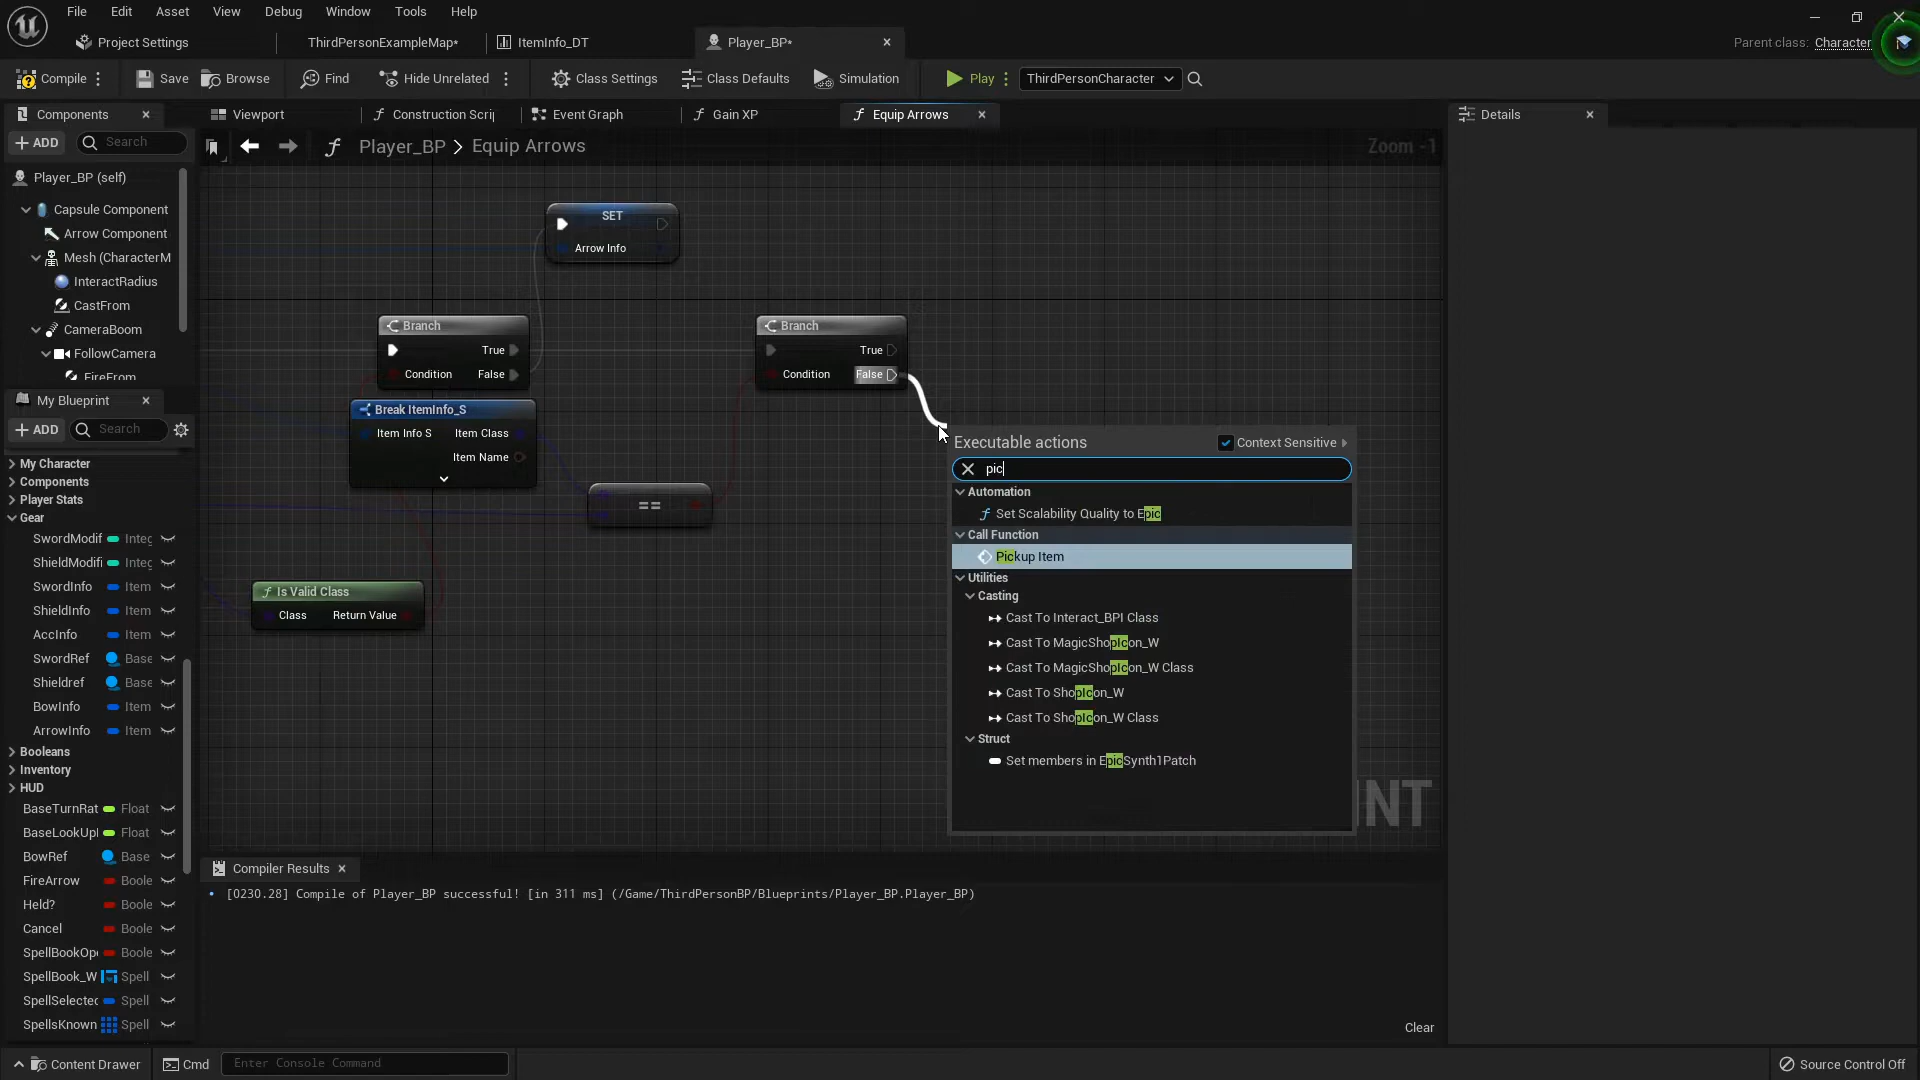 File Edit Asset View Debug Window Tools Help
Project Settings ThirdPersonExampleMap* ItemInfo_DT Player_BP* Parent class: Character
Compile Save Browse Find Hide Unrelated Class Settings Class Defaults Simulation Play ThirdPersonCharacter
Components Viewport Construction Scrip Event Graph Gain XP Equip Arrows Details
+ ADD Search Player_BP > Equip Arrows Zoom -1
Player_BP (self)
Capsule Component
Arrow Component
Mesh (CharacterM
InteractRadius
CastFrom
CameraBoom
FollowCamera
FireFrom
My Blueprint
+ ADD Search
My Character
Components
Player Stats
Gear
SwordModif Integ
ShieldModifi Integ
SwordInfo Item
ShieldInfo Item
AccInfo Item
SwordRef Base
Shieldref Base
BowInfo Item
ArrowInfo Item
Booleans
Inventory
HUD
BaseTurnRat Float
BaseLookUp Float
BowRef Base
FireArrow Boole
Held? Boole
Cancel Boole
SpellBookOp Boole
SpellBook_W Spell
SpellSelected Spell
SpellsKnown Spell
SET
Arrow Info
Branch
True
Condition False
Break ItemInfo_S
Item Info S Item Class
Item Name
Is Valid Class
Class Return Value
==
Branch
True
Condition False
Executable actions Context Sensitive
pic
Automation
Set Scalability Quality to Epic
Call Function
Pickup Item
Utilities
Casting
Cast To Interact_BPI Class
Cast To MagicShopIcon_W
Cast To MagicShopIcon_W Class
Cast To ShopIcon_W
Cast To ShopIcon_W Class
Struct
Set members in EpicSynth1Patch
NT
Compiler Results
[0230.28] Compile of Player_BP successful! [in 311 ms] (/Game/ThirdPersonBP/Blueprints/Player_BP.Player_BP)
Clear
Content Drawer Cmd Enter Console Command Source Control Off